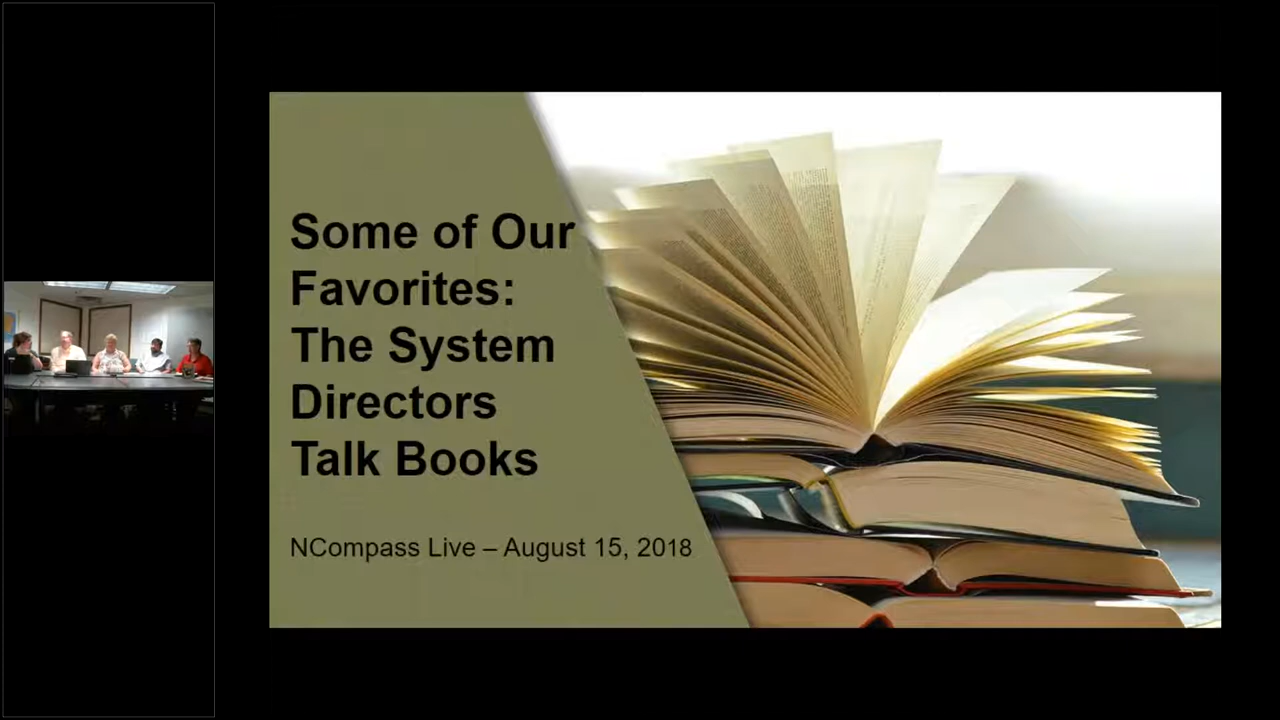 Some of Our
Favorites:
The System
Directors
Talk Books
NCompass Live – August 15, 2018